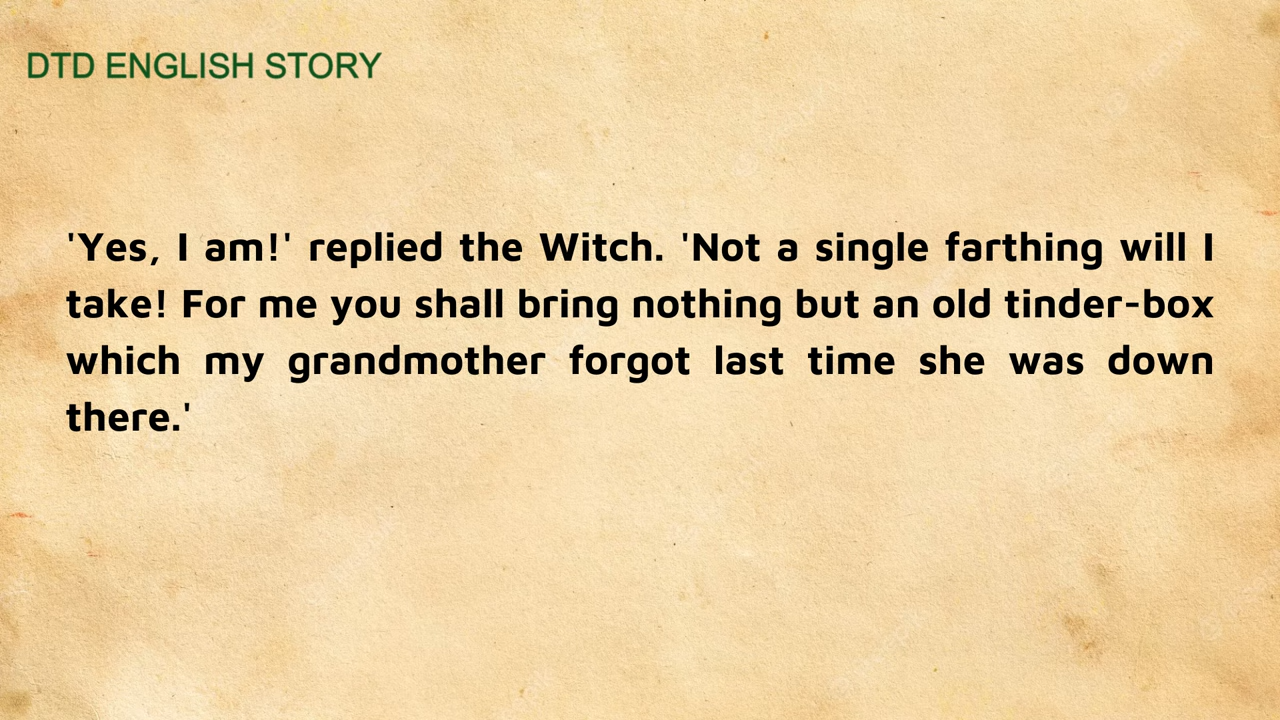 DTD ENGLISH STORY
'Yes, I am!' replied the Witch. 'Not a single farthing will I
take! For me you shall bring nothing but an old tinder-box
which my grandmother forgot last time she was down
there.'